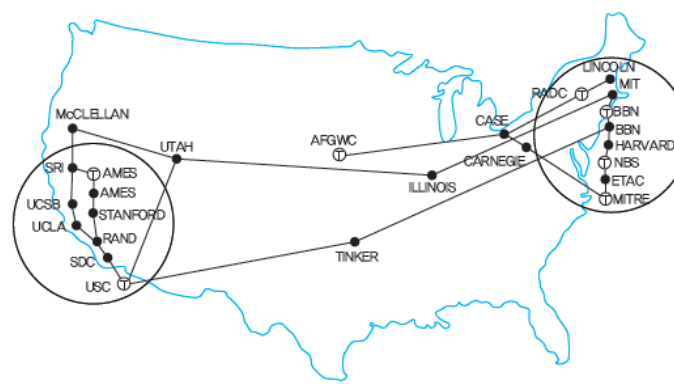 LINCOLN
RADC
MIT
McCLELLAN
T BBN
CASE
AFGWC
T
BBN
UTAH
HARVARD
CARNEGIE
T NBS
SRI
T AMES
ILLINOIS
ETAC
AMES
T MITRE
UCSB
STANFORD
UCLA
RAND
TINKER
SDC
USC
T